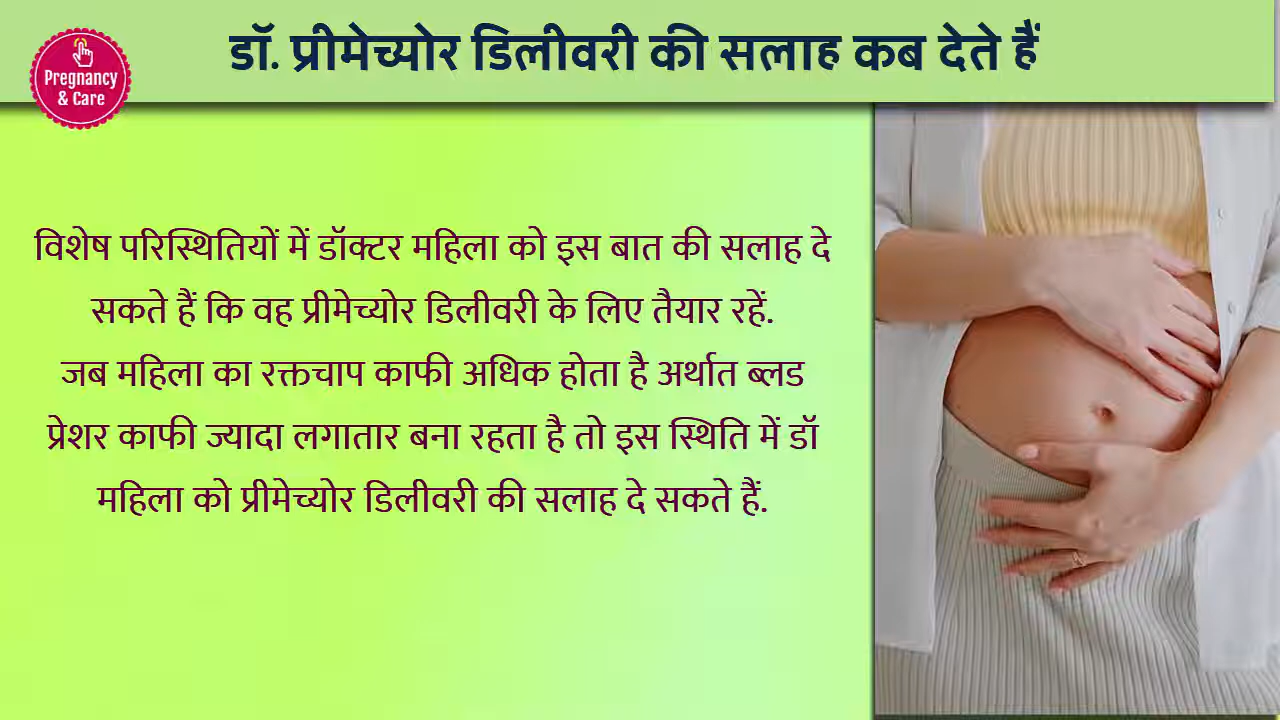 डॉ. प्रीमेच्योर डिलीवरी की सलाह कब देते हैं
Pregnancy
& Care
विशेष परिस्थितियों में डॉक्टर महिला को इस बात की सलाह दे
सकते हैं कि वह प्रीमेच्योर डिलीवरी के लिए तैयार रहें.
जब महिला का रक्तचाप काफी अधिक होता है अर्थात ब्लड
प्रेशर काफी ज्यादा लगातार बना रहता है तो इस स्थिति में डॉ
महिला को प्रीमेच्योर डिलीवरी की सलाह दे सकते हैं.